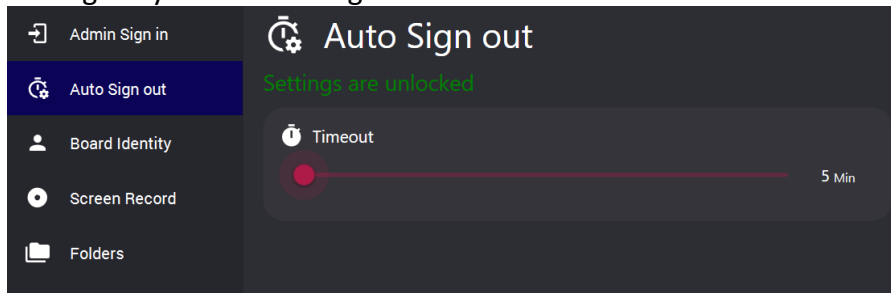 Admin Sign in
Auto Sign out
Board Identity
Screen Record
Folders
Auto Sign out
Settings are unlocked
Timeout
5 Min